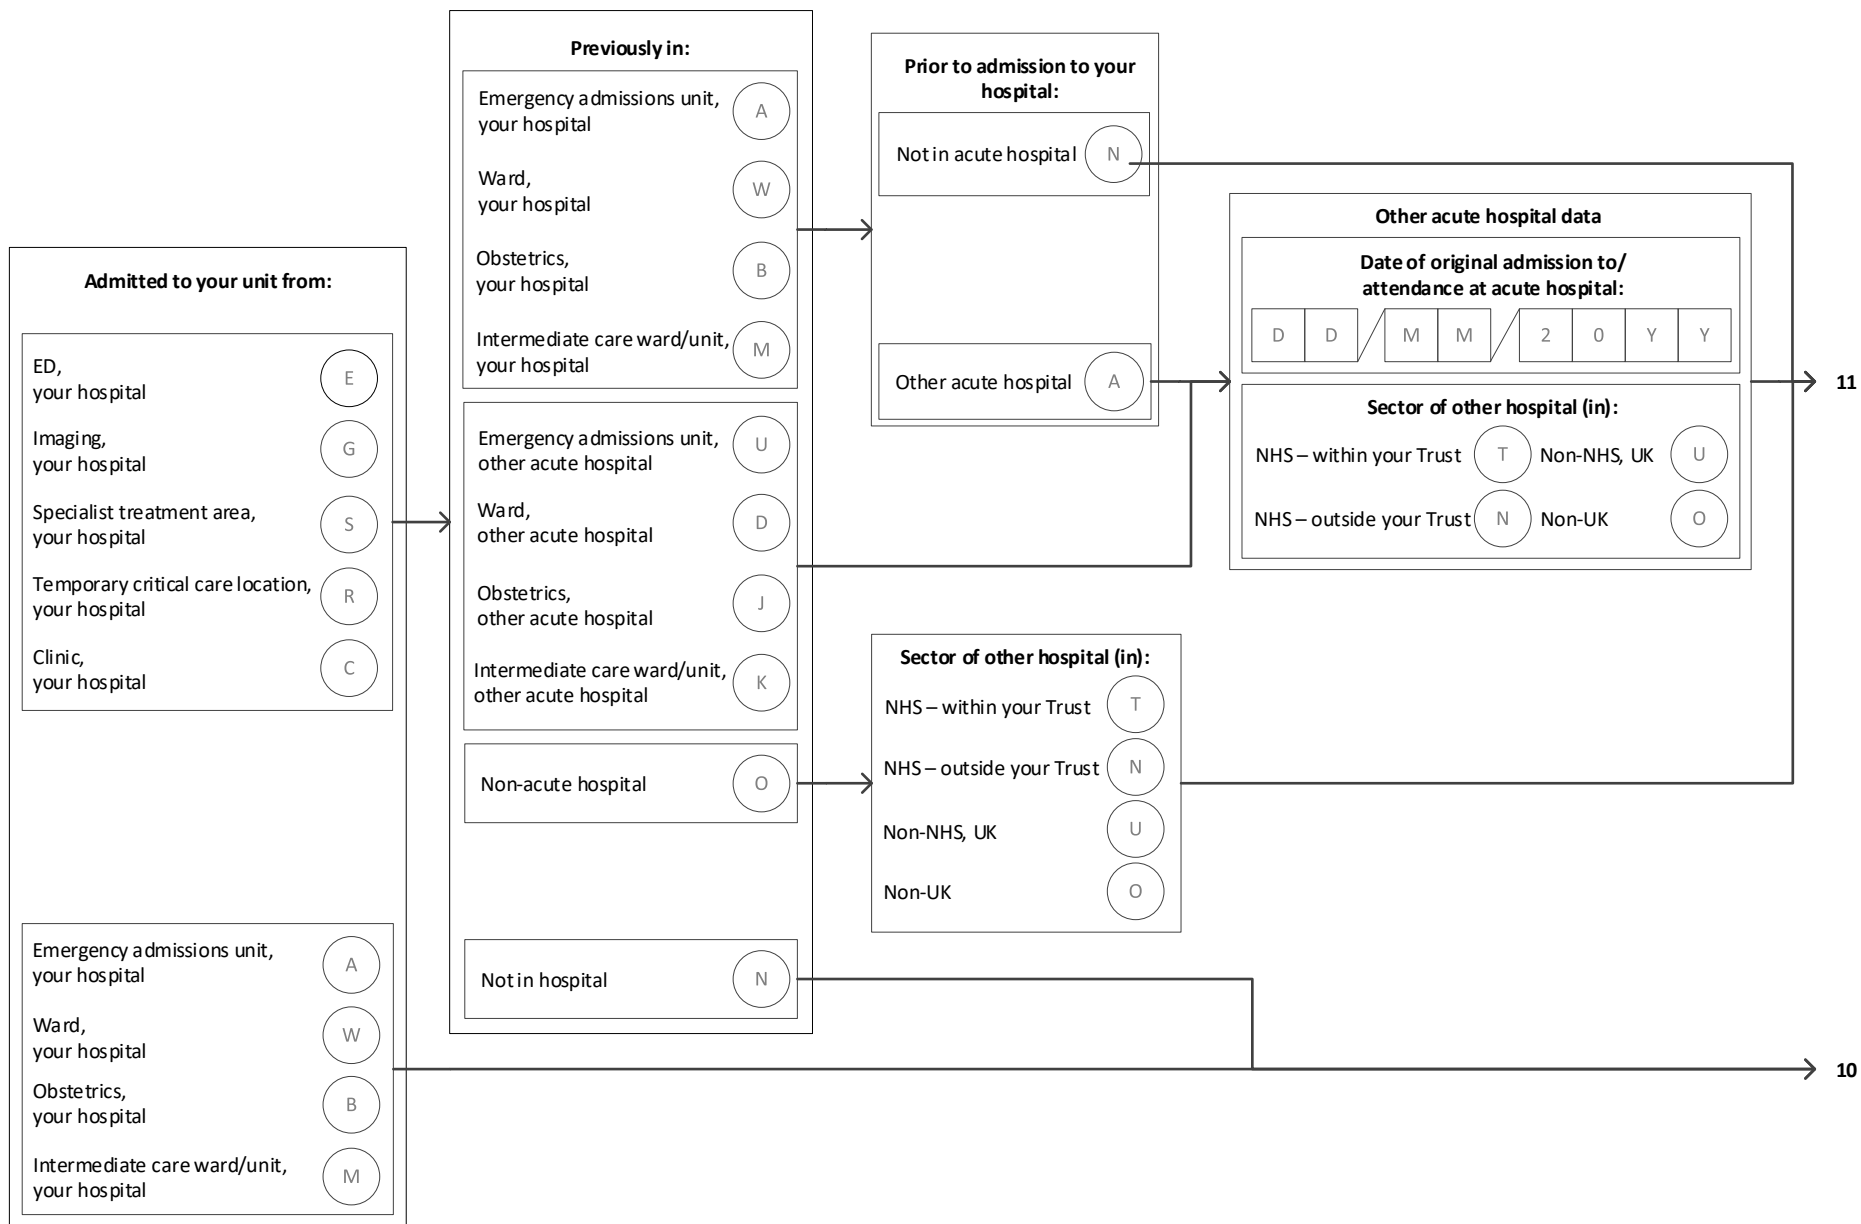 Admitted to your unit from:
ED,
your hospital
E
Imaging,
your hospital
G
Specialist treatment area,
your hospital
S
Temporary critical care location,
your hospital
R
Clinic,
your hospital
C
Emergency admissions unit,
your hospital
A
Ward,
your hospital
W
Obstetrics,
your hospital
B
Intermediate care ward/unit,
your hospital
M
Previously in:
Emergency admissions unit,
your hospital
A
Ward,
your hospital
W
Obstetrics,
your hospital
B
Intermediate care ward/unit,
your hospital
M
Emergency admissions unit,
other acute hospital
U
Ward,
other acute hospital
D
Obstetrics,
other acute hospital
J
Intermediate care ward/unit,
other acute hospital
K
Non-acute hospital
O
Not in hospital
N
Prior to admission to your
hospital:
Not in acute hospital
N
Other acute hospital
A
Sector of other hospital (in):
NHS – within your Trust
T
NHS – outside your Trust
N
Non-NHS, UK
U
Non-UK
O
Other acute hospital data
Date of original admission to/
attendance at acute hospital:
D D / M M / 2 0 Y Y
Sector of other hospital (in):
NHS – within your Trust T Non-NHS, UK U
NHS – outside your Trust N Non-UK O
11
10